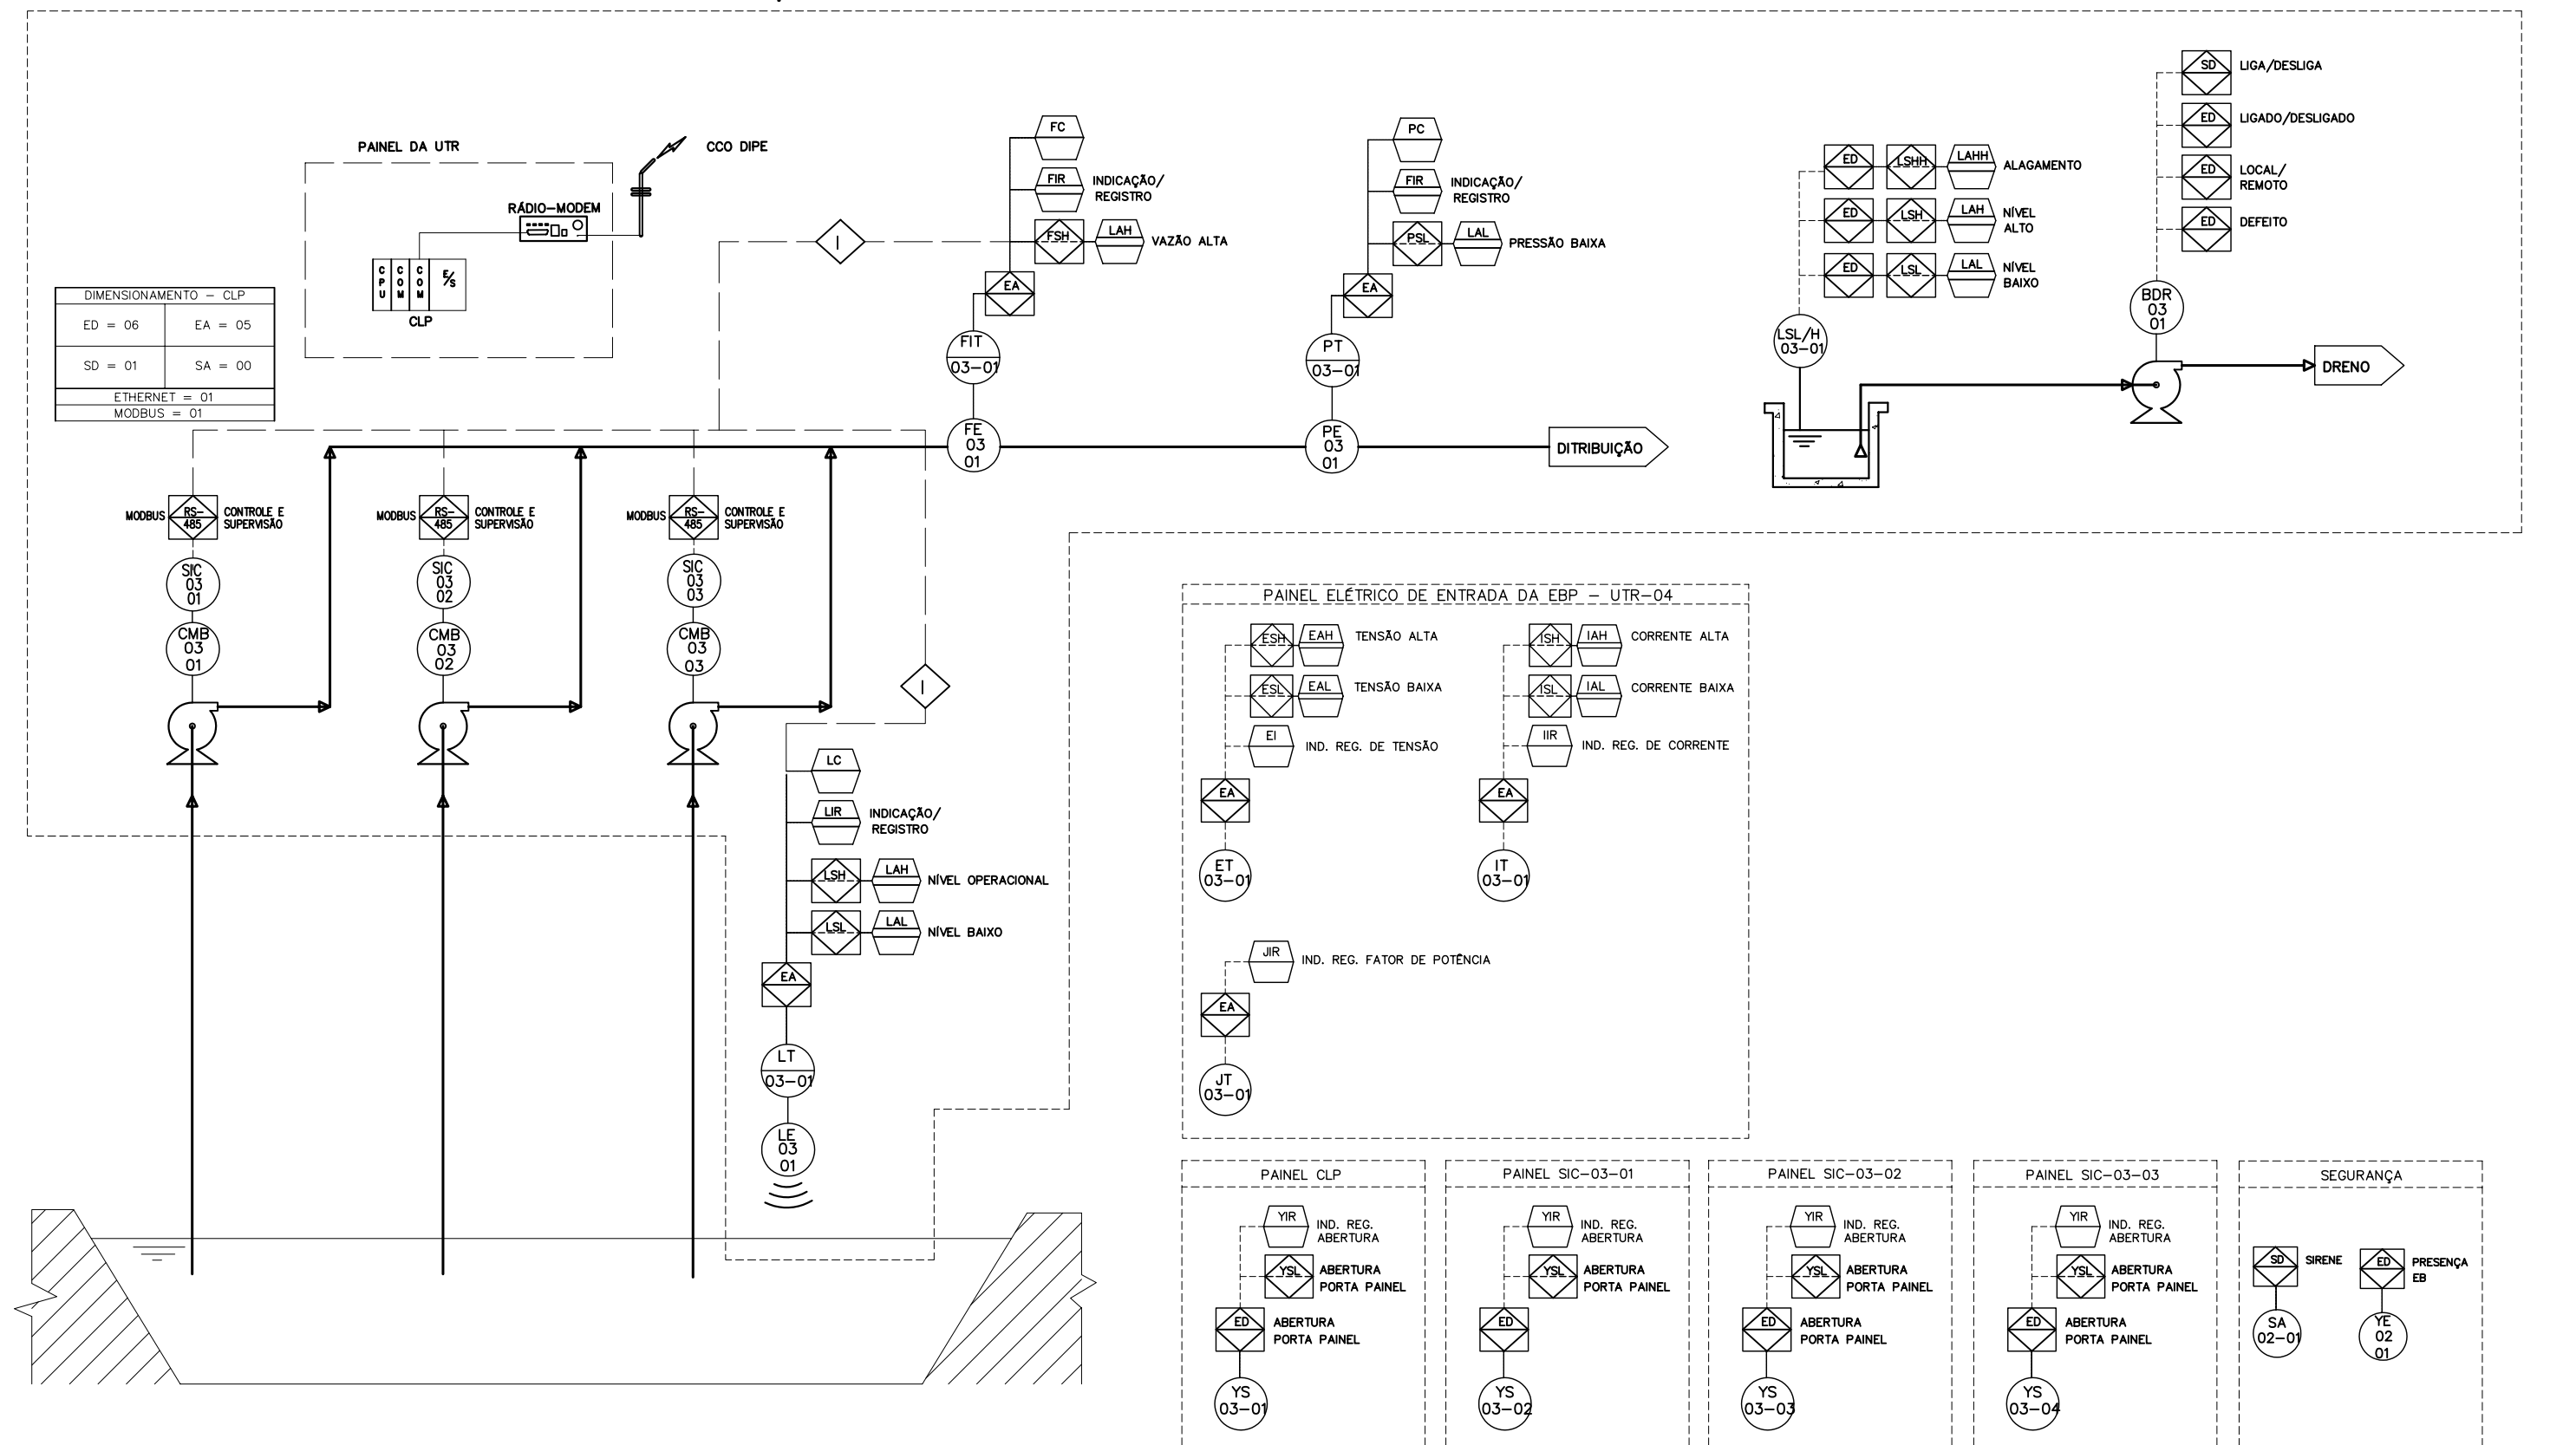 PAINEL DA UTR
CCO DIPE
RÁDIO-MODEM
CPU
COM
COM
E/S
CLP
DIMENSIONAMENTO - CLP
ED = 06
EA = 05
SD = 01
SA = 00
ETHERNET = 01
MODBUS = 01
I
FC
FIR
INDICAÇÃO/
REGISTRO
FSH
LAH
VAZÃO ALTA
EA
FIT
03-01
FE
03
01
PC
FIR
INDICAÇÃO/
REGISTRO
PSL
LAL
PRESSÃO BAIXA
EA
PT
03-01
PE
03
01
DITRIBUIÇÃO
ED
LSHH
LAHH
ALAGAMENTO
ED
LSH
LAH
NÍVEL
ALTO
ED
LSL
LAL
NÍVEL
BAIXO
LSL/H
03-01
SD
LIGA/DESLIGA
ED
LIGADO/DESLIGADO
ED
LOCAL/
REMOTO
ED
DEFEITO
BDR
03
01
DRENO
MODBUS
RS-
485
CONTROLE E
SUPERVISÃO
SIC
03
01
CMB
03
01
MODBUS
RS-
485
CONTROLE E
SUPERVISÃO
SIC
03
02
CMB
03
02
MODBUS
RS-
485
CONTROLE E
SUPERVISÃO
SIC
03
03
CMB
03
03
I
LC
LIR
INDICAÇÃO/
REGISTRO
LSH
LAH
NÍVEL OPERACIONAL
LSL
LAL
NÍVEL BAIXO
EA
LT
03-01
LE
03
01
PAINEL ELÉTRICO DE ENTRADA DA EBP - UTR-04
ESH
EAH
TENSÃO ALTA
ESL
EAL
TENSÃO BAIXA
EI
IND. REG. DE TENSÃO
EA
ET
03-01
ISH
IAH
CORRENTE ALTA
ISL
IAL
CORRENTE BAIXA
IIR
IND. REG. DE CORRENTE
EA
IT
03-01
JIR
IND. REG. FATOR DE POTÊNCIA
EA
JT
03-01
PAINEL CLP
YIR
IND. REG.
ABERTURA
YSL
ABERTURA
PORTA PAINEL
ED
ABERTURA
PORTA PAINEL
YS
03-01
PAINEL SIC-03-01
YIR
IND. REG.
ABERTURA
YSL
ABERTURA
PORTA PAINEL
ED
YS
03-02
PAINEL SIC-03-02
YIR
IND. REG.
ABERTURA
YSL
ABERTURA
PORTA PAINEL
ED
ABERTURA
PORTA PAINEL
YS
03-03
PAINEL SIC-03-03
YIR
IND. REG.
ABERTURA
YSL
ABERTURA
PORTA PAINEL
ED
ABERTURA
PORTA PAINEL
YS
03-04
SEGURANÇA
SD
SIRENE
SA
02-01
ED
PRESENÇA
EB
YE
02
01